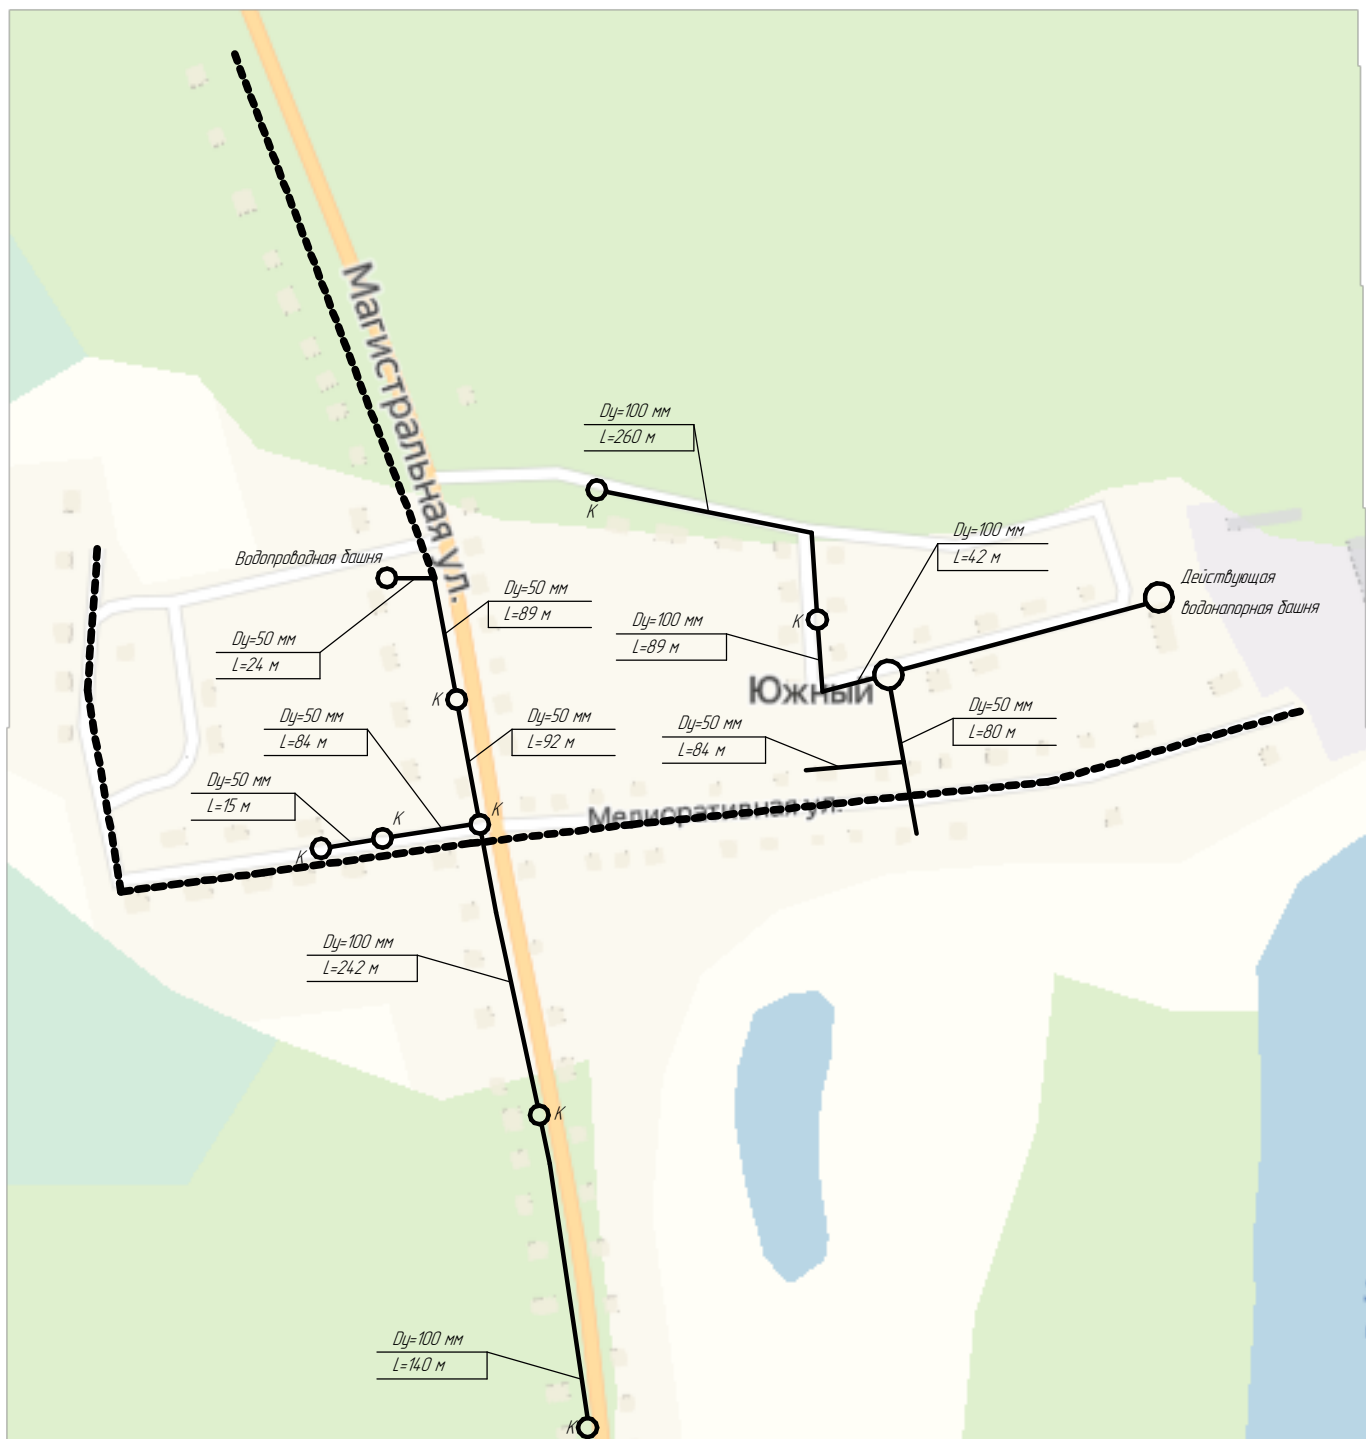 Магистральная ул.
Dy=100 мм
L=260 м
К
Dy=100 мм
L=42 м
Водопроводная башня
Действующая
водонапорная башня
Dy=50 мм
L=89 м
Dy=100 мм
L=89 м
К
Dy=50 мм
L=24 м
Южный
К
Dy=50 мм
L=84 м
Dy=50 мм
L=92 м
Dy=50 мм
L=84 м
Dy=50 мм
L=80 м
Dy=50 мм
L=15 м
К
К
Мелиоративная ул.
К
Dy=100 мм
L=242 м
К
Dy=100 мм
L=140 м
К